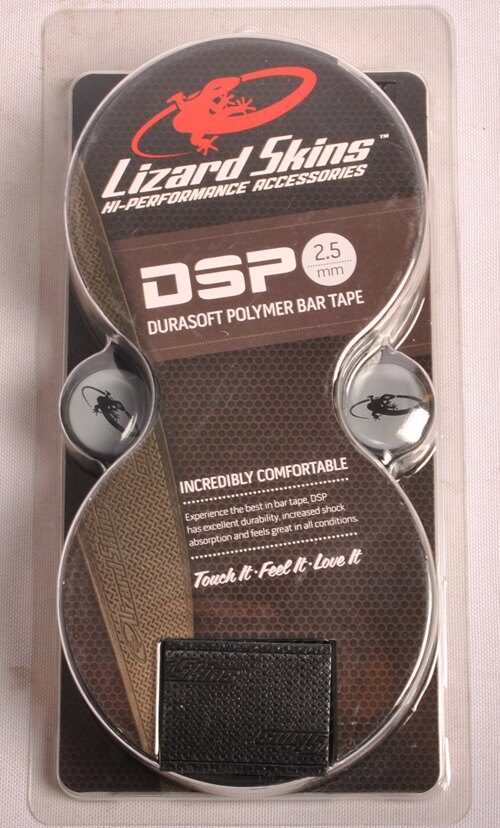 Lizard Skins™
HI-PERFORMANCE ACCESSORIES
DSP 2.5 mm
DURASOFT POLYMER BAR TAPE
INCREDIBLY COMFORTABLE
Experience the best in bar tape, DSP
has excellent durability, increased shock
absorption and feels great in all conditions.
Touch It · Feel It · Love It
Skins